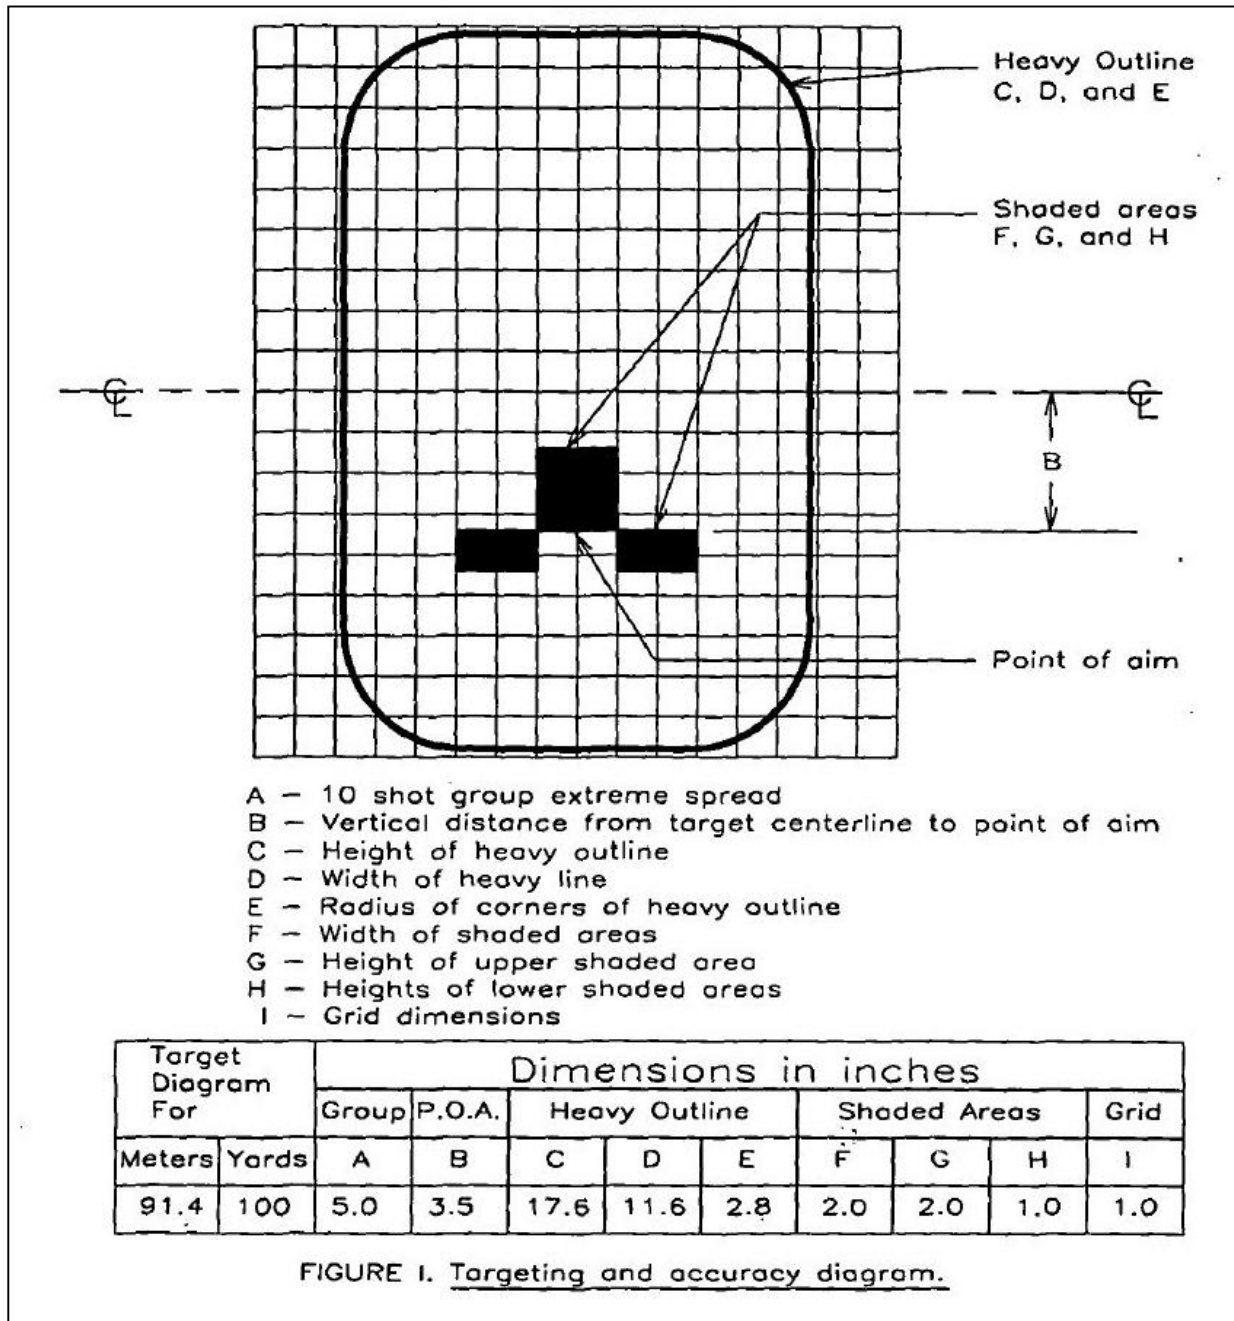 Heavy Outline
C, D, and E
Shaded areas
F, G, and H
℄
℄
B
Point of aim
A – 10 shot group extreme spread
B – Vertical distance from target centerline to point of aim
C – Height of heavy outline
D – Width of heavy line
E – Radius of corners of heavy outline
F – Width of shaded areas
G – Height of upper shaded area
H – Heights of lower shaded areas
I – Grid dimensions
Target Diagram For Dimensions in inches
Group P.O.A. Heavy Outline Shaded Areas Grid
Meters Yards A B C D E F G H I
91.4 100 5.0 3.5 17.6 11.6 2.8 2.0 2.0 1.0 1.0
FIGURE I. Targeting and accuracy diagram.